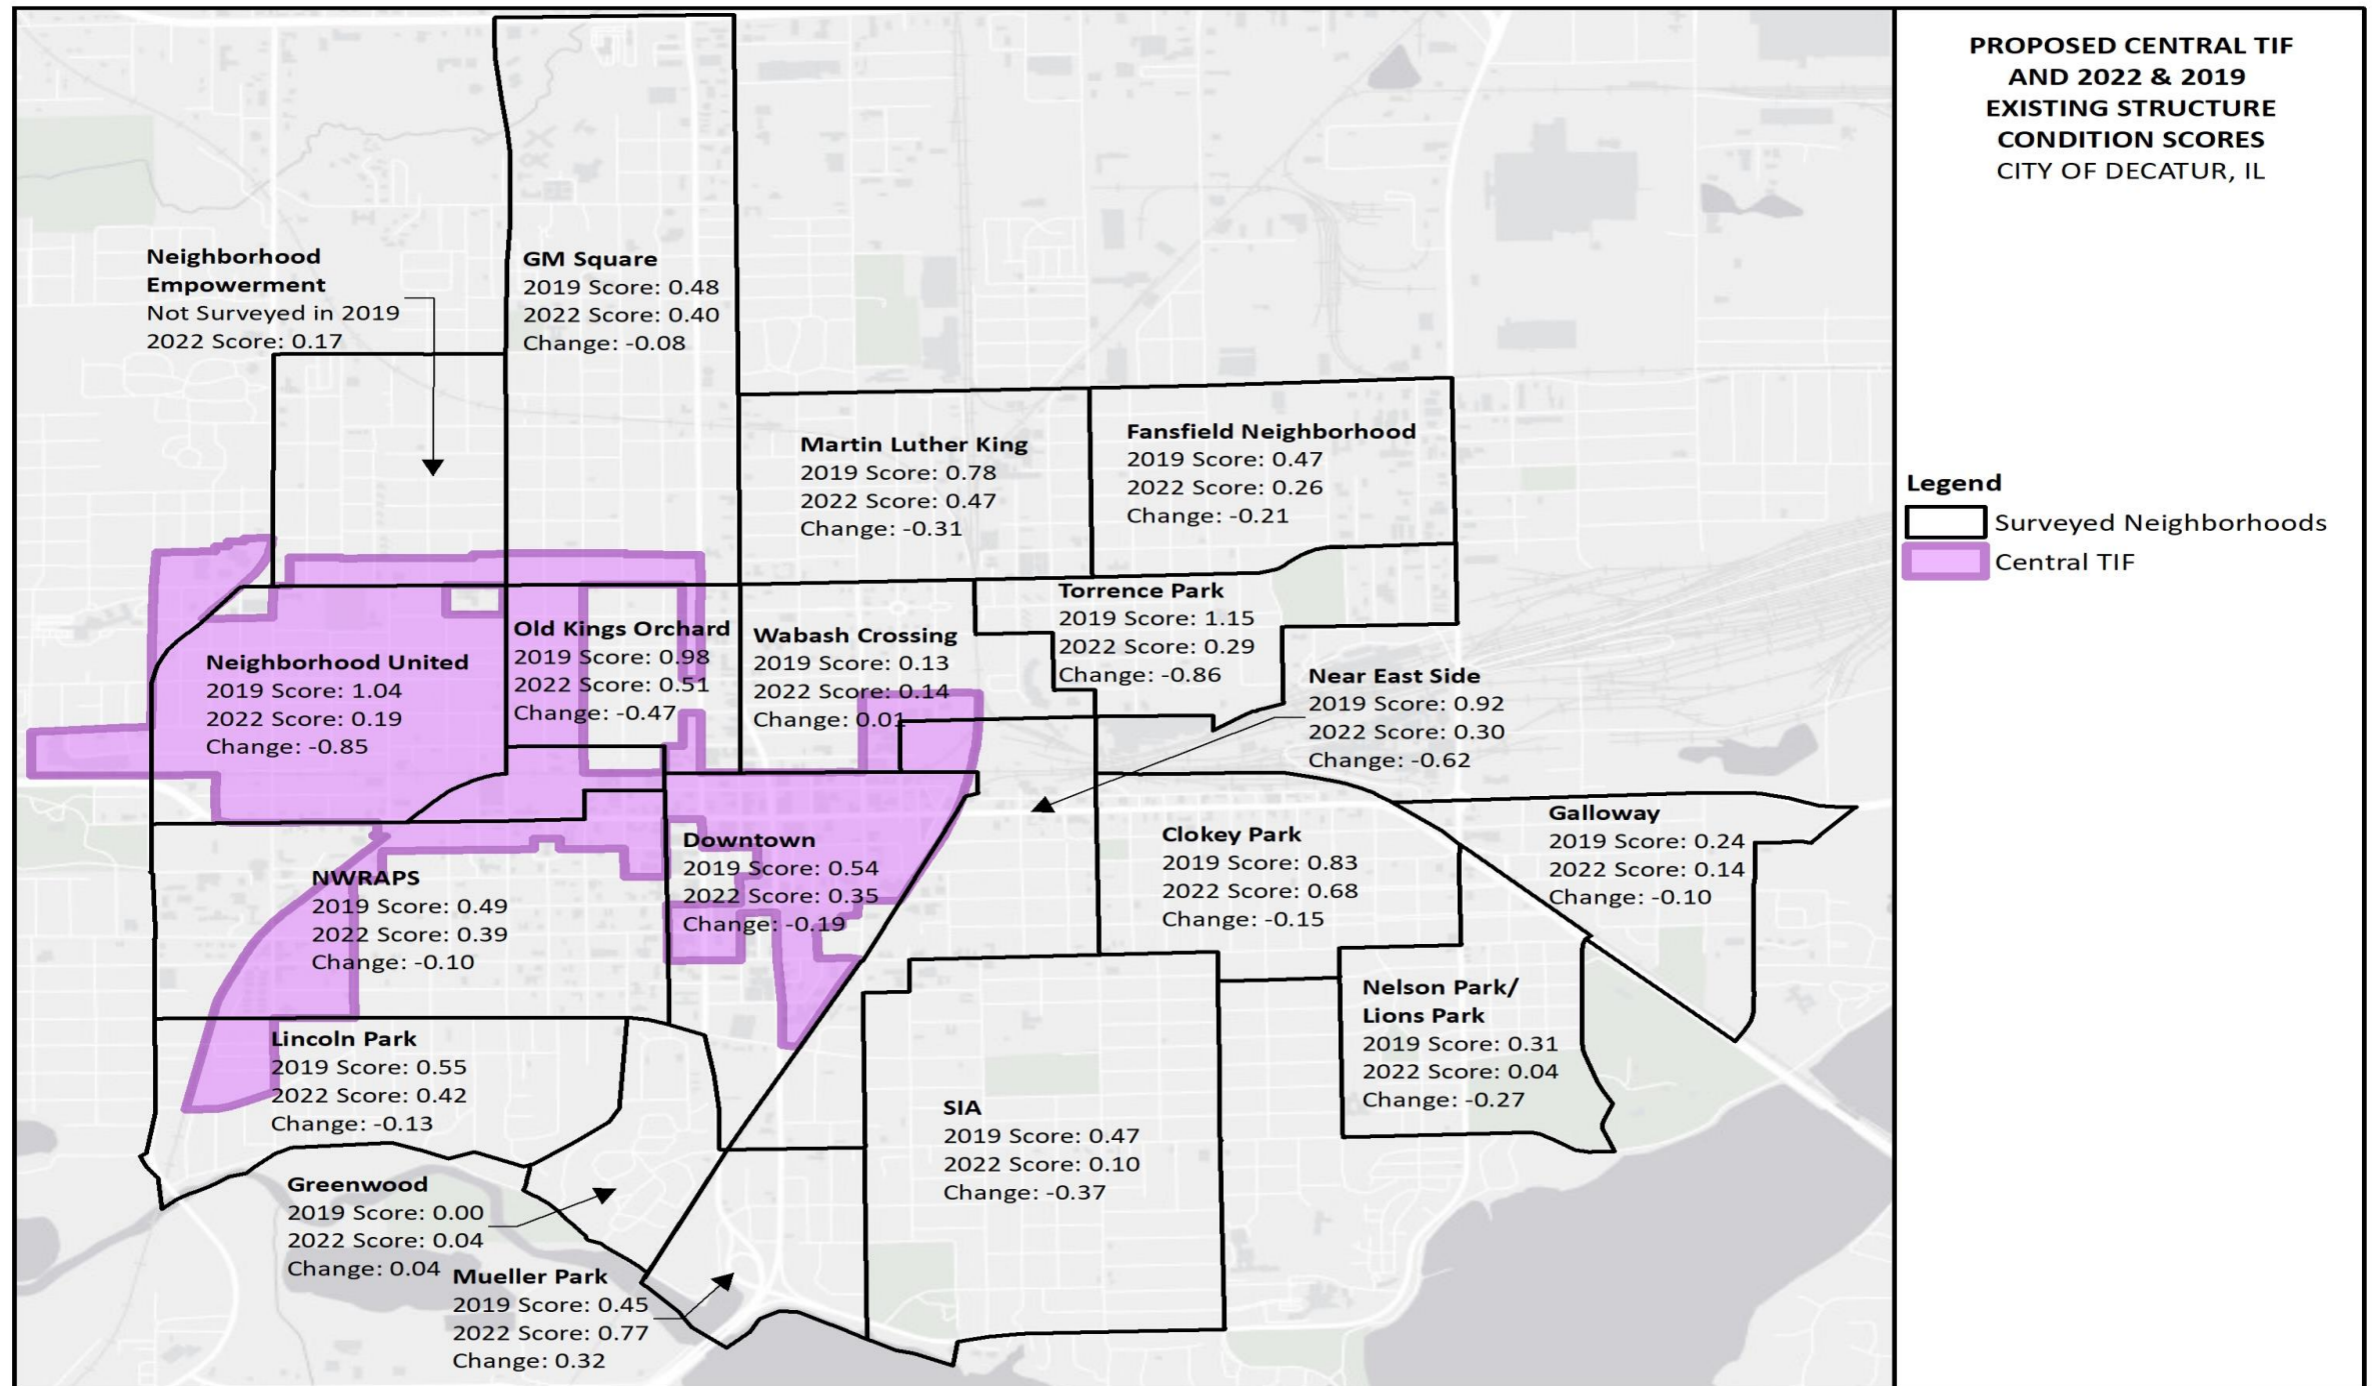 PROPOSED CENTRAL TIF
AND 2022 & 2019
EXISTING STRUCTURE
CONDITION SCORES
CITY OF DECATUR, IL
Neighborhood
Empowerment
Not Surveyed in 2019
2022 Score: 0.17
GM Square
2019 Score: 0.48
2022 Score: 0.40
Change: -0.08
Martin Luther King
2019 Score: 0.78
2022 Score: 0.47
Change: -0.31
Fansfield Neighborhood
2019 Score: 0.47
2022 Score: 0.26
Change: -0.21
Legend
Surveyed Neighborhoods
Central TIF
Neighborhood United
2019 Score: 1.04
2022 Score: 0.19
Change: -0.85
Old Kings Orchard
2019 Score: 0.98
2022 Score: 0.51
Change: -0.47
Wabash Crossing
2019 Score: 0.13
2022 Score: 0.14
Change: 0.01
Torrence Park
2019 Score: 1.15
2022 Score: 0.29
Change: -0.86
Near East Side
2019 Score: 0.92
2022 Score: 0.30
Change: -0.62
NWRAPS
2019 Score: 0.49
2022 Score: 0.39
Change: -0.10
Downtown
2019 Score: 0.54
2022 Score: 0.35
Change: -0.19
Clokey Park
2019 Score: 0.83
2022 Score: 0.68
Change: -0.15
Galloway
2019 Score: 0.24
2022 Score: 0.14
Change: -0.10
Lincoln Park
2019 Score: 0.55
2022 Score: 0.42
Change: -0.13
Nelson Park/
Lions Park
2019 Score: 0.31
2022 Score: 0.04
Change: -0.27
SIA
2019 Score: 0.47
2022 Score: 0.10
Change: -0.37
Greenwood
2019 Score: 0.00
2022 Score: 0.04
Change: 0.04
Mueller Park
2019 Score: 0.45
2022 Score: 0.77
Change: 0.32